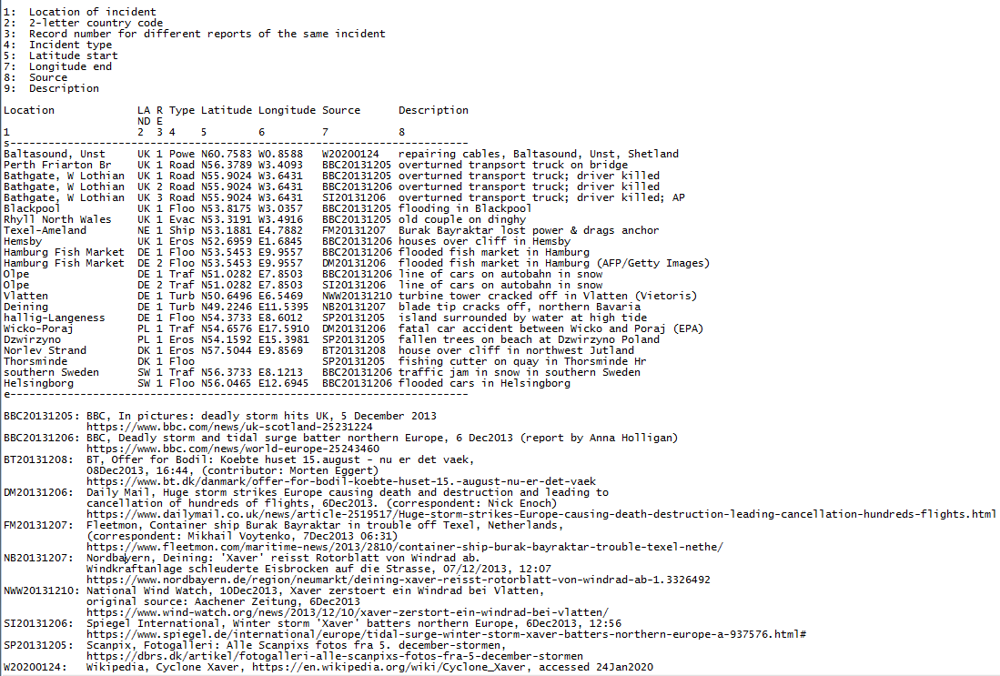 1:  Location of incident
2:  2-letter country code
3:  Record number for different reports of the same incident
4:  Incident type
5:  Latitude start
7:  Longitude end
8:  Source
9:  Description
Location             LA R Type Latitude Longitude Source      Description
                     ND E
1                    2  3 4    5        6         7           8
s------------------------------------------------------------------------
Baltasound, Unst     UK 1 Powe N60.7583 W0.8588   W20200124   repairing cables, Baltasound, Unst, Shetland
Perth Friarton Br    UK 1 Road N56.3789 W3.4093   BBC20131205 overturned tranpsort truck on bridge
Bathgate, W Lothian  UK 1 Road N55.9024 W3.6431   BBC20131205 overturned transport truck; driver killed
Bathgate, W Lothian  UK 2 Road N55.9024 W3.6431   BBC20131206 overturned transport truck; driver killed
Bathgate, W Lothian  UK 3 Road N55.9024 W3.6431   SI20131206  overturned transport truck; driver killed; AP
Blackpool            UK 1 Floo N53.8175 W3.0357   BBC20131205 flooding in Blackpool
Rhyll North Wales    UK 1 Evac N53.3191 W3.4916   BBC20131205 old couple on dinghy
Texel-Ameland        NE 1 Ship N53.1881 E4.7882   FM20131207  Burak Bayraktar lost power & drags anchor
Hemsby               UK 1 Eros N52.6959 E1.6845   BBC20131206 houses over cliff in Hemsby
Hamburg Fish Market  DE 1 Floo N53.5453 E9.9557   BBC20131206 flooded fish market in Hamburg
Hamburg Fish Market  DE 2 Floo N53.5453 E9.9557   DM20131206  flooded fish market in Hamburg (AFP/Getty Images)
Olpe                 DE 1 Traf N51.0282 E7.8503   BBC20131206 line of cars on autobahn in snow
Olpe                 DE 2 Traf N51.0282 E7.8503   SI20131206  line of cars on autobahn in snow
Vlatten              DE 1 Turb N50.6496 E6.5469   NWW20131210 turbine tower cracked off in Vlatten (Vietoris)
Deining              DE 1 Turb N49.2246 E11.5395  NB20131207  blade tip cracks off, northern Bavaria
hallig-Langeness     DE 1 Floo N54.3733 E8.6012   SP20131205  island surrounded by water at high tide
Wicko-Poraj          PL 1 Traf N54.6576 E17.5910  DM20131206  fatal car accident between Wicko and Poraj (EPA)
Dzwirzyno            PL 1 Eros N54.1592 E15.3981  SP20131205  fallen trees on beach at Dzwirzyno Poland
Norlev Strand        DK 1 Eros N57.5044 E9.8569   BT20131208  house over cliff in northwest Jutland
Thorsminde           DK 1 Floo                    SP20131205  fishing cutter on quay in Thorsminde Hr
southern Sweden      SW 1 Traf N56.3733 E8.1213   BBC20131206 traffic jam in snow in southern Sweden
Helsingborg          SW 1 Floo N56.0465 E12.6945  BBC20131206 flooded cars in Helsingborg
e------------------------------------------------------------------------
BBC20131205: BBC, In pictures: deadly storm hits UK, 5 December 2013
             https://www.bbc.com/news/uk-scotland-25231224
BBC20131206: BBC, Deadly storm and tidal surge batter northern Europe, 6 Dec2013 (report by Anna Holligan)
             https://www.bbc.com/news/world-europe-25243460
BT20131208:  BT, Offer for Bodil: Koebte huset 15.august - nu er det vaek,
             08Dec2013, 16:44, (contributor: Morten Eggert)
             https://www.bt.dk/danmark/offer-for-bodil-koebte-huset-15.-august-nu-er-det-vaek
DM20131206:  Daily Mail, Huge storm strikes Europe causing death and destruction and leading to
             cancellation of hundreds of flights, 6Dec2013. (correspondent: Nick Enoch)
             https://www.dailymail.co.uk/news/article-2519517/Huge-storm-strikes-Europe-causing-death-destruction-leading-cancellation-hundreds-flights.html
FM20131207:  Fleetmon, Container ship Burak Bayraktar in trouble off Texel, Netherlands,
             (correspondent: Mikhail Voytenko, 7Dec2013 06:31)
             https://www.fleetmon.com/maritime-news/2013/2810/container-ship-burak-bayraktar-trouble-texel-nethe/
NB20131207:  Nordbayern, Deining: 'Xaver' reisst Rotorblatt von Windrad ab.
             Windkraftanlage schleuderte Eisbrocken auf die Strasse, 07/12/2013, 12:07
             https://www.nordbayern.de/region/neumarkt/deining-xaver-reisst-rotorblatt-von-windrad-ab-1.3326492
NWW20131210: National Wind Watch, 10Dec2013, Xaver zerstoert ein Windrad bei Vlatten,
             original source: Aachener Zeitung, 6Dec2013
             https://www.wind-watch.org/news/2013/12/10/xaver-zerstort-ein-windrad-bei-vlatten/
SI20131206:  Spiegel International, Winter storm 'Xaver' batters northern Europe, 6Dec2013, 12:56
             https://www.spiegel.de/international/europe/tidal-surge-winter-storm-xaver-batters-northern-europe-a-937576.html#
SP20131205:  Scanpix, Fotogalleri: Alle Scanpixs fotos fra 5. december-stormen,
             https://dbrs.dk/artikel/fotogalleri-alle-scanpixs-fotos-fra-5-december-stormen
W20200124:   Wikipedia, Cyclone Xaver, https://en.wikipedia.org/wiki/Cyclone_Xaver, accessed 24Jan2020